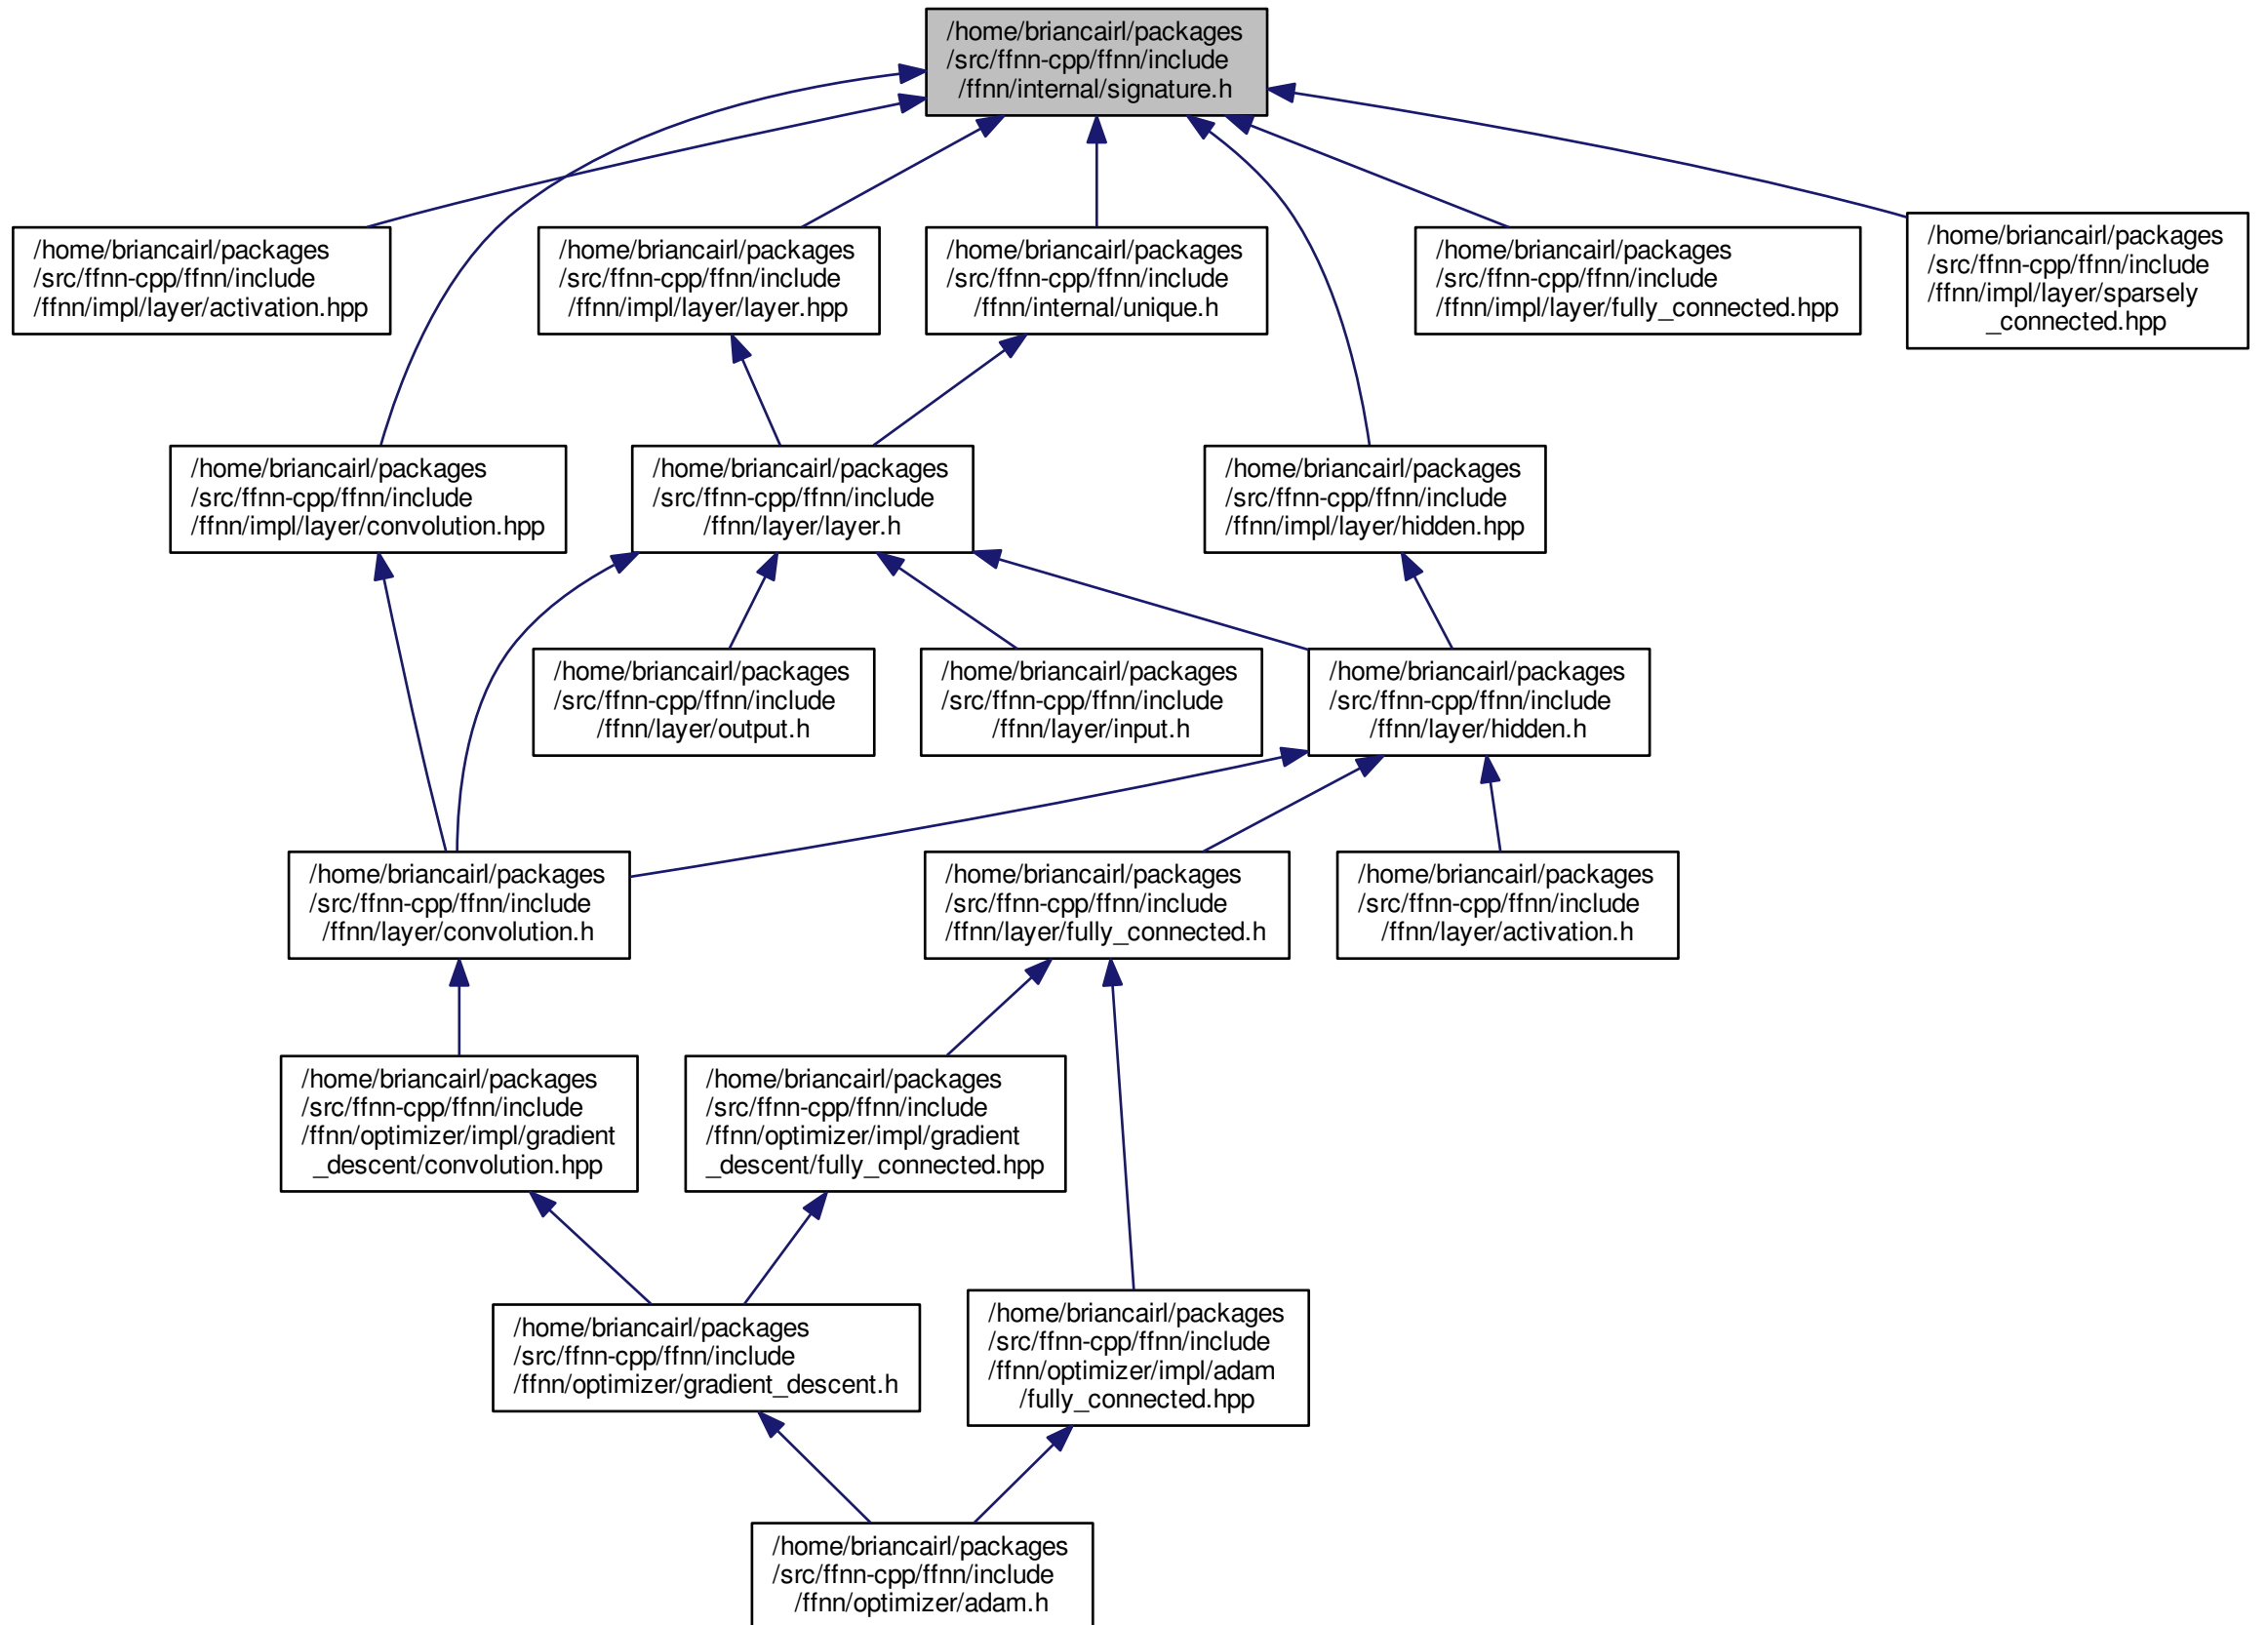 /home/briancairl/packages
/src/ffnn-cpp/ffnn/include
/ffnn/internal/signature.h
/home/briancairl/packages
/src/ffnn-cpp/ffnn/include
/ffnn/impl/layer/activation.hpp
/home/briancairl/packages
/src/ffnn-cpp/ffnn/include
/ffnn/impl/layer/layer.hpp
/home/briancairl/packages
/src/ffnn-cpp/ffnn/include
/ffnn/internal/unique.h
/home/briancairl/packages
/src/ffnn-cpp/ffnn/include
/ffnn/impl/layer/fully_connected.hpp
/home/briancairl/packages
/src/ffnn-cpp/ffnn/include
/ffnn/impl/layer/sparsely
_connected.hpp
/home/briancairl/packages
/src/ffnn-cpp/ffnn/include
/ffnn/impl/layer/convolution.hpp
/home/briancairl/packages
/src/ffnn-cpp/ffnn/include
/ffnn/layer/layer.h
/home/briancairl/packages
/src/ffnn-cpp/ffnn/include
/ffnn/impl/layer/hidden.hpp
/home/briancairl/packages
/src/ffnn-cpp/ffnn/include
/ffnn/layer/output.h
/home/briancairl/packages
/src/ffnn-cpp/ffnn/include
/ffnn/layer/input.h
/home/briancairl/packages
/src/ffnn-cpp/ffnn/include
/ffnn/layer/hidden.h
/home/briancairl/packages
/src/ffnn-cpp/ffnn/include
/ffnn/layer/convolution.h
/home/briancairl/packages
/src/ffnn-cpp/ffnn/include
/ffnn/layer/fully_connected.h
/home/briancairl/packages
/src/ffnn-cpp/ffnn/include
/ffnn/layer/activation.h
/home/briancairl/packages
/src/ffnn-cpp/ffnn/include
/ffnn/optimizer/impl/gradient
_descent/convolution.hpp
/home/briancairl/packages
/src/ffnn-cpp/ffnn/include
/ffnn/optimizer/impl/gradient
_descent/fully_connected.hpp
/home/briancairl/packages
/src/ffnn-cpp/ffnn/include
/ffnn/optimizer/gradient_descent.h
/home/briancairl/packages
/src/ffnn-cpp/ffnn/include
/ffnn/optimizer/impl/adam
/fully_connected.hpp
/home/briancairl/packages
/src/ffnn-cpp/ffnn/include
/ffnn/optimizer/adam.h